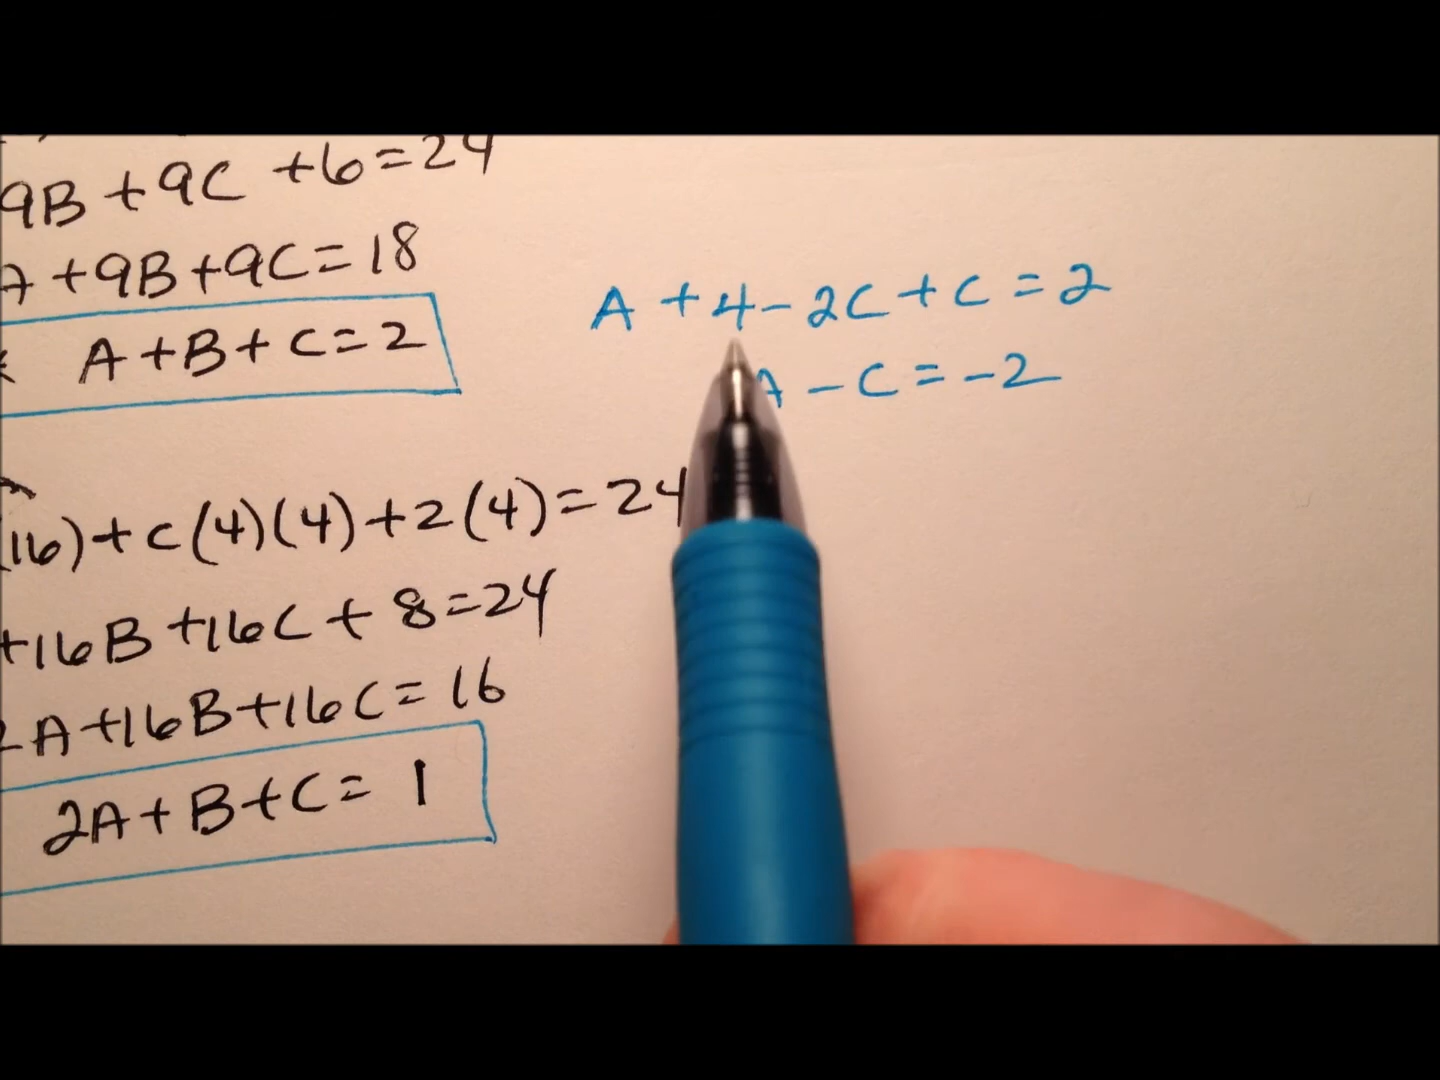 9B + 9C + 6 = 24
A + 9B + 9C = 18
A + B + C = 2
(16) + C(4)(4) + 2(4) = 24
+ 16B + 16C + 8 = 24
2A + 16B + 16C = 16
2A + B + C = 1
A + 4 - 2C + C = 2
A - C = -2